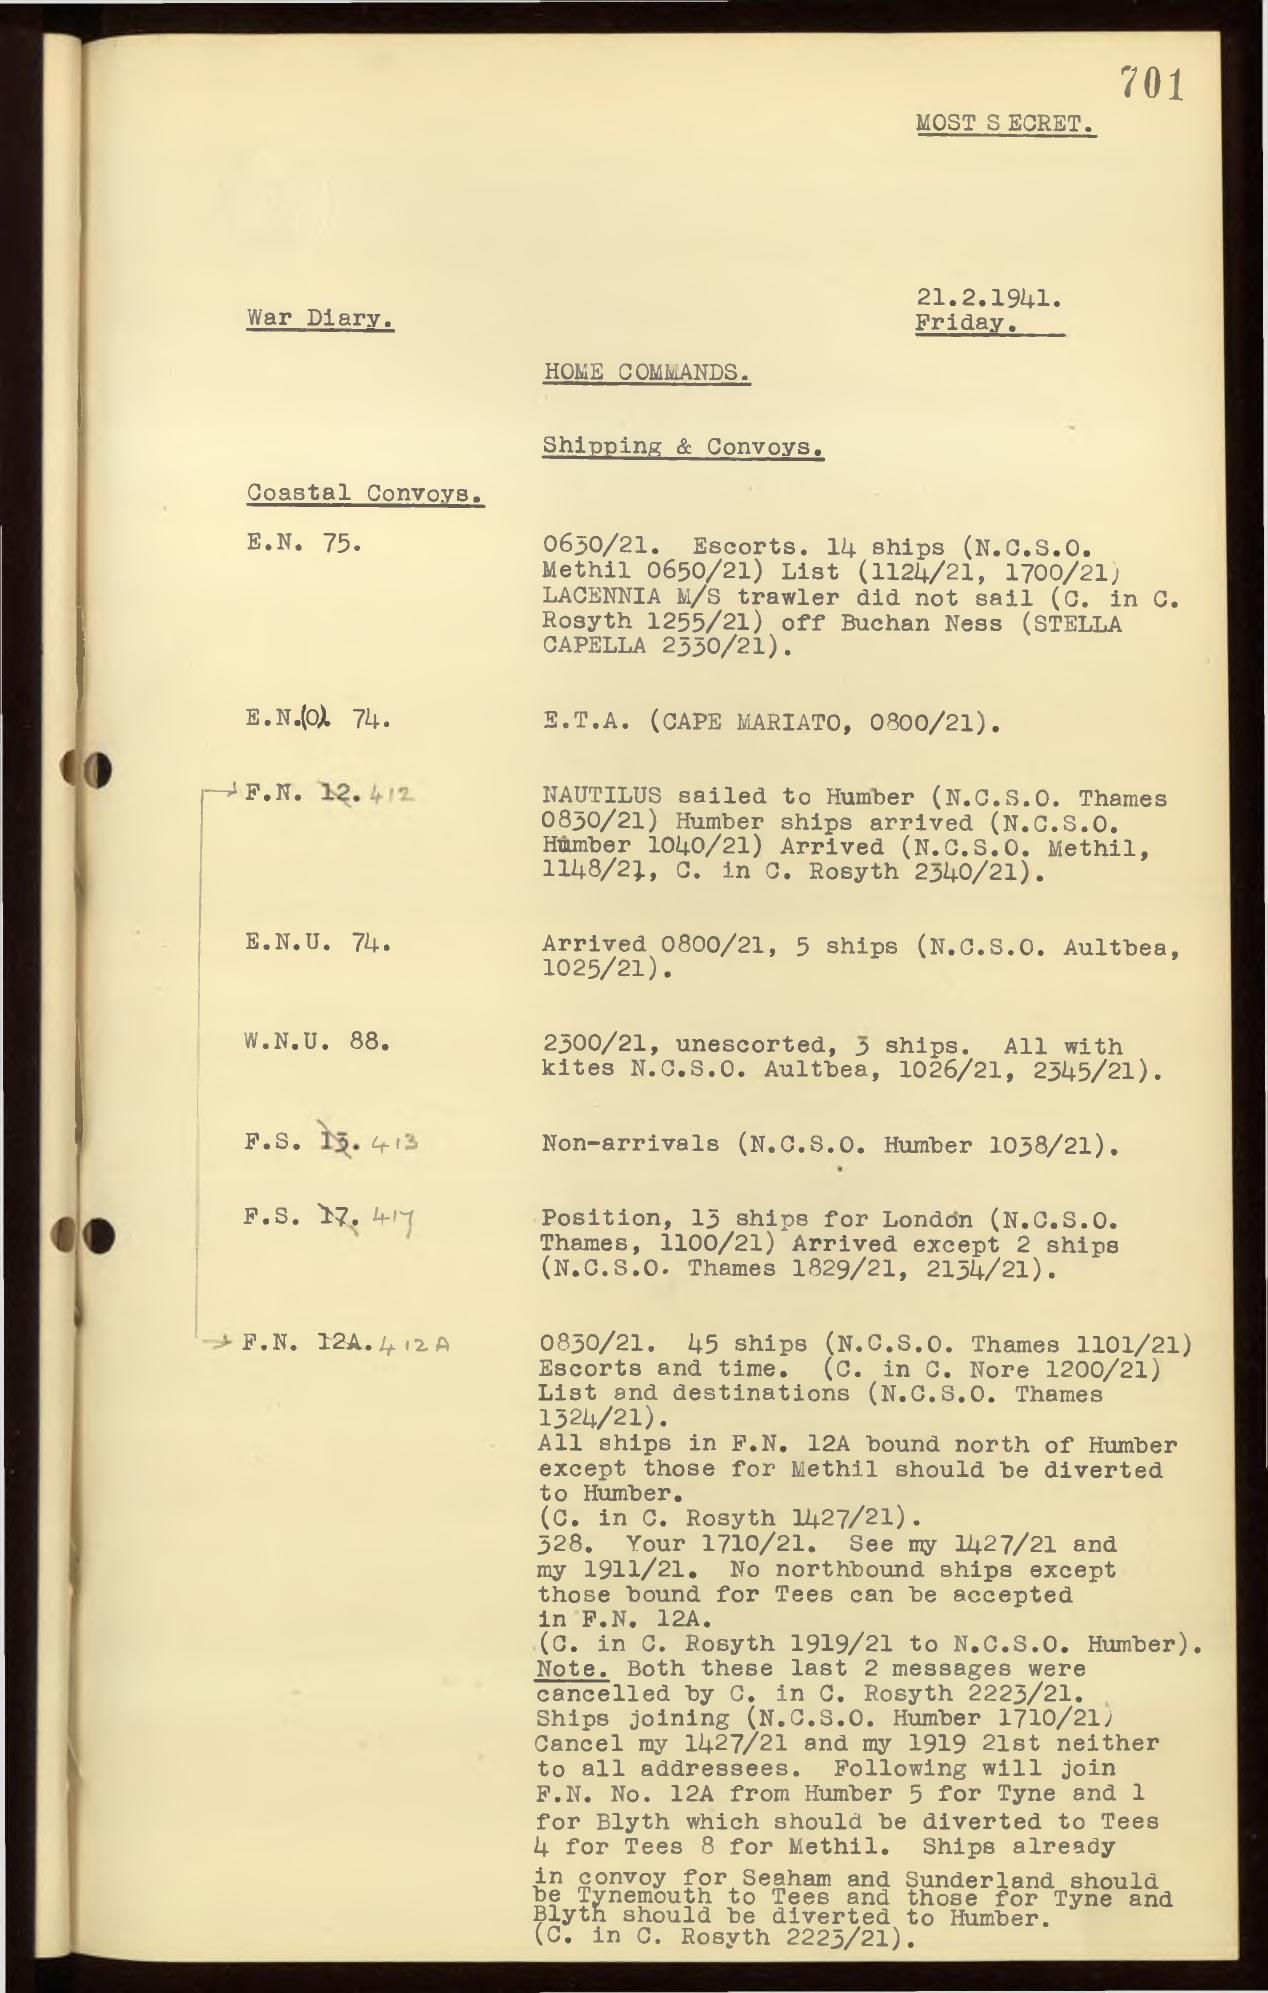 701
MOST S ECRET.
21.2.1941.
War Diary.
Friday.
HOME COMMANDS.
Shipping & Convoys.
Coastal Convoys.
E.N. 75.
0630/21. Escorts. 14 ships (N.C.S.O.
Methil 0650/21) List (1124/21, 1700/21)
LACENNIA M/S trawler did not sail (C. in C.
Rosyth 1255/21) off Buchan Ness (STELLA
CAPELLA 2330/21).
E.N.(O). 74.
E.T.A. (CAPE MARIATO, 0800/21).
F.N. 12. 412
NAUTILUS sailed to Humber (N.C.S.O. Thames
0830/21) Humber ships arrived (N.C.S.O.
Humber 1040/21) Arrived (N.C.S.O. Methil,
1148/21, C. in C. Rosyth 2340/21).
E.N.U. 74.
Arrived 0800/21, 5 ships (N.C.S.O. Aultbea,
1025/21).
W.N.U. 88.
2300/21, unescorted, 3 ships. All with
kites N.C.S.O. Aultbea, 1026/21, 2345/21).
F.S. 13. 413
Non-arrivals (N.C.S.O. Humber 1038/21).
F.S. 17. 417
Position, 13 ships for London (N.C.S.O.
Thames, 1100/21) Arrived except 2 ships
(N.C.S.O. Thames 1829/21, 2134/21).
F.N. 12A. 412A
0830/21. 45 ships (N.C.S.O. Thames 1101/21)
Escorts and time. (C. in C. Nore 1200/21)
List and destinations (N.C.S.O. Thames
1324/21).
All ships in F.N. 12A bound north of Humber
except those for Methil should be diverted
to Humber.
(C. in C. Rosyth 1427/21).
328. Your 1710/21. See my 1427/21 and
my 1911/21. No northbound ships except
those bound for Tees can be accepted
in F.N. 12A.
(C. in C. Rosyth 1919/21 to N.C.S.O. Humber).
Note. Both these last 2 messages were
cancelled by C. in C. Rosyth 2223/21.
Ships joining (N.C.S.O. Humber 1710/21)
Cancel my 1427/21 and my 1919 21st neither
to all addressees. Following will join
F.N. No. 12A from Humber 5 for Tyne and 1
for Blyth which should be diverted to Tees
4 for Tees 8 for Methil. Ships already
in convoy for Seaham and Sunderland should
be Tynemouth to Tees and those for Tyne and
Blyth should be diverted to Humber.
(C. in C. Rosyth 2223/21).